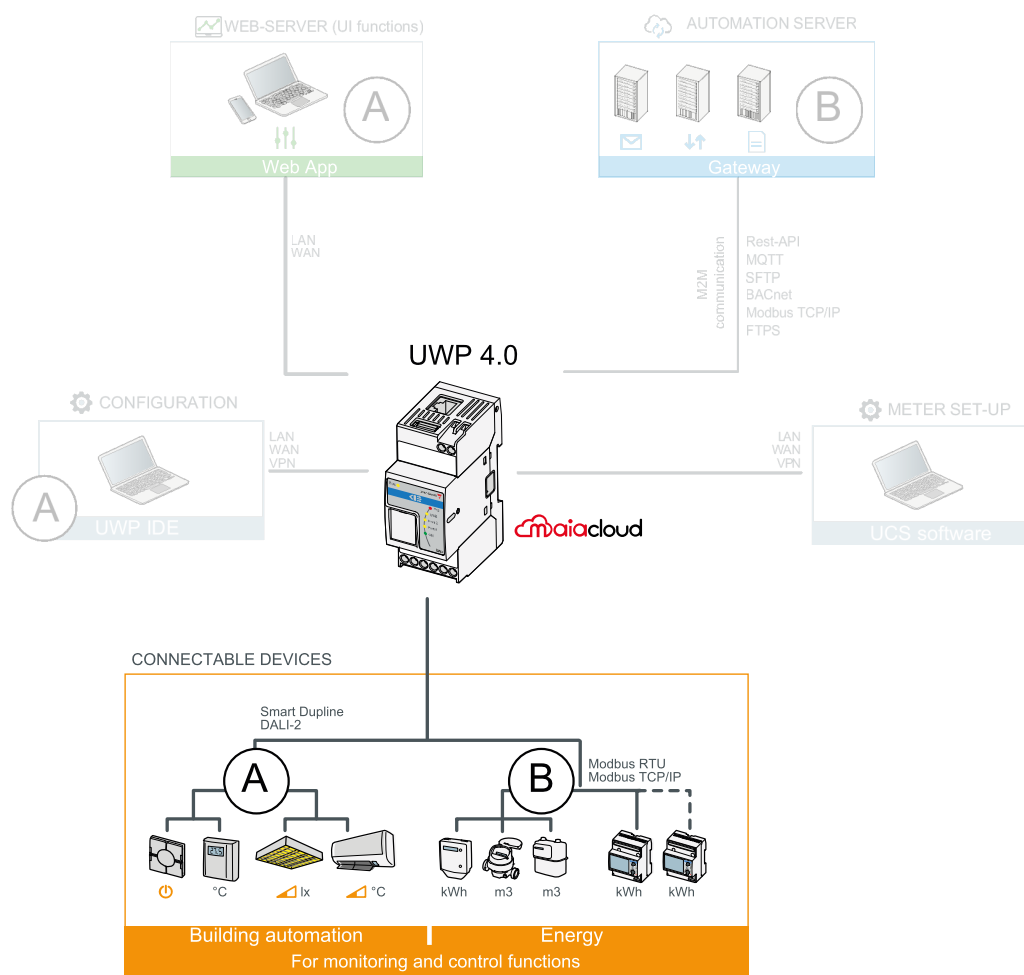 WEB-SERVER (UI functions)
AUTOMATION SERVER
A
B
Web App
Gateway
LAN
WAN
M2M
communication
Rest-API
MQTT
SFTP
BACnet
Modbus TCP/IP
FTPS
UWP 4.0
CONFIGURATION
METER SET-UP
LAN
WAN
VPN
LAN
WAN
VPN
A
UWP IDE
UCS software
maiacloud
CONNECTABLE DEVICES
Smart Dupline
DALI-2
A
B
Modbus RTU
Modbus TCP/IP
°C
lx
°C
kWh
m3
m3
kWh
kWh
Building automation
Energy
For monitoring and control functions